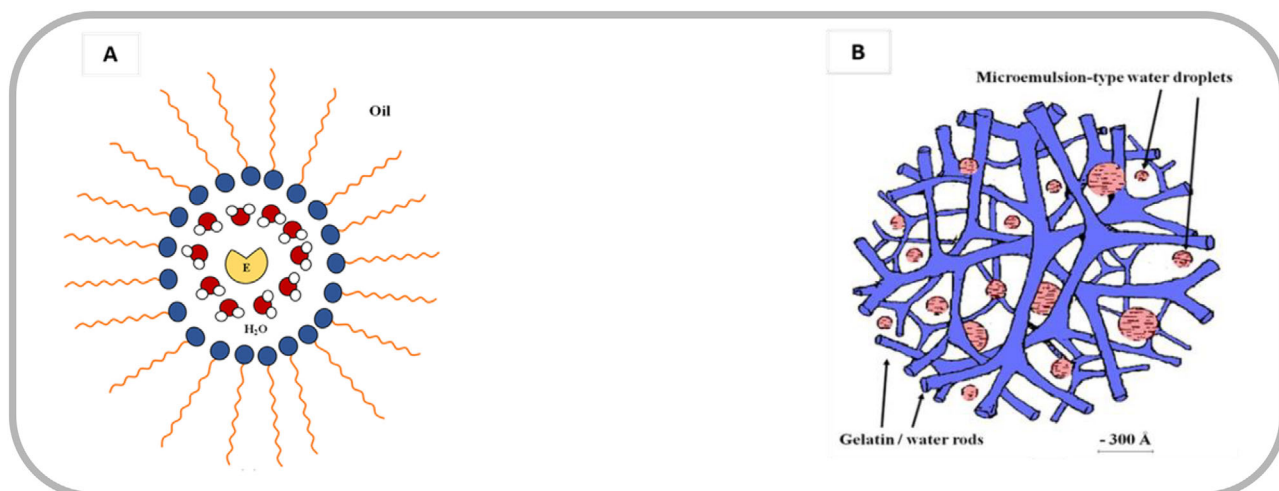 A
Oil
E
H₂O
B
Microemulsion-type water droplets
Gelatin / water rods
- 300 Å